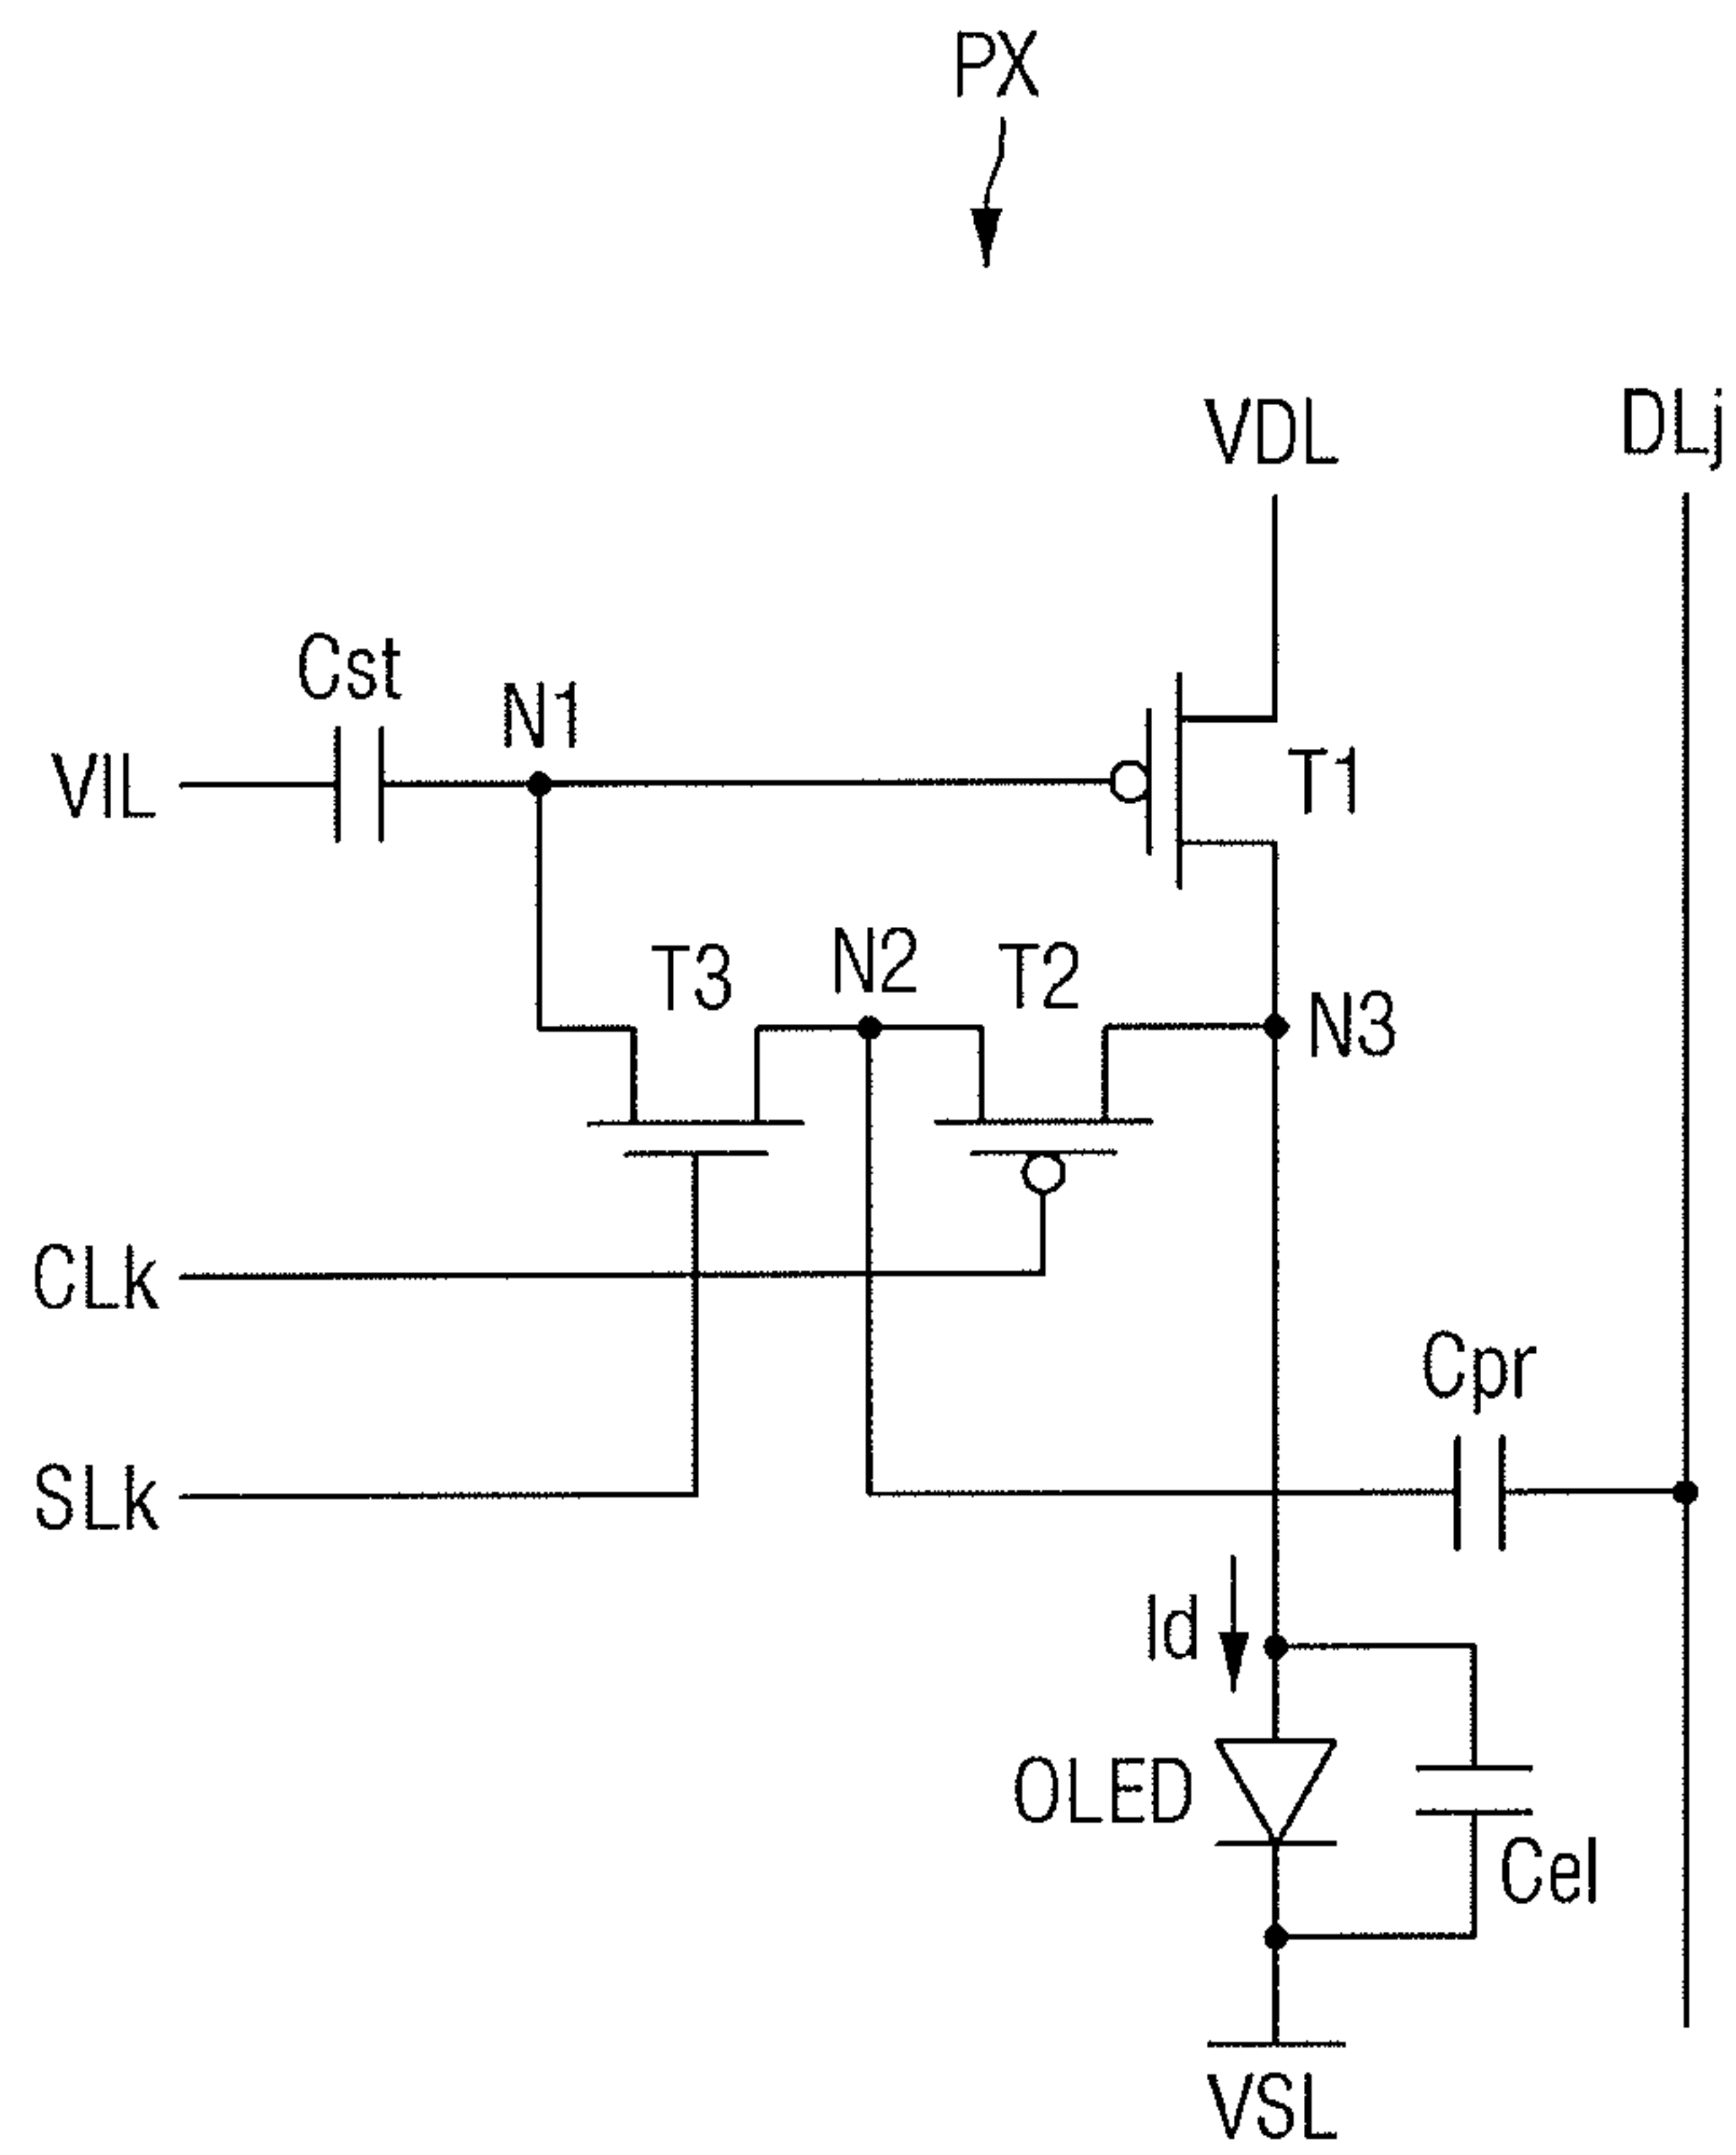 PX
VDL
DLj
Cst
N1
VIL
T1
T3
N2
T2
N3
CLk
Cpr
SLk
Id
OLED
Cel
VSL